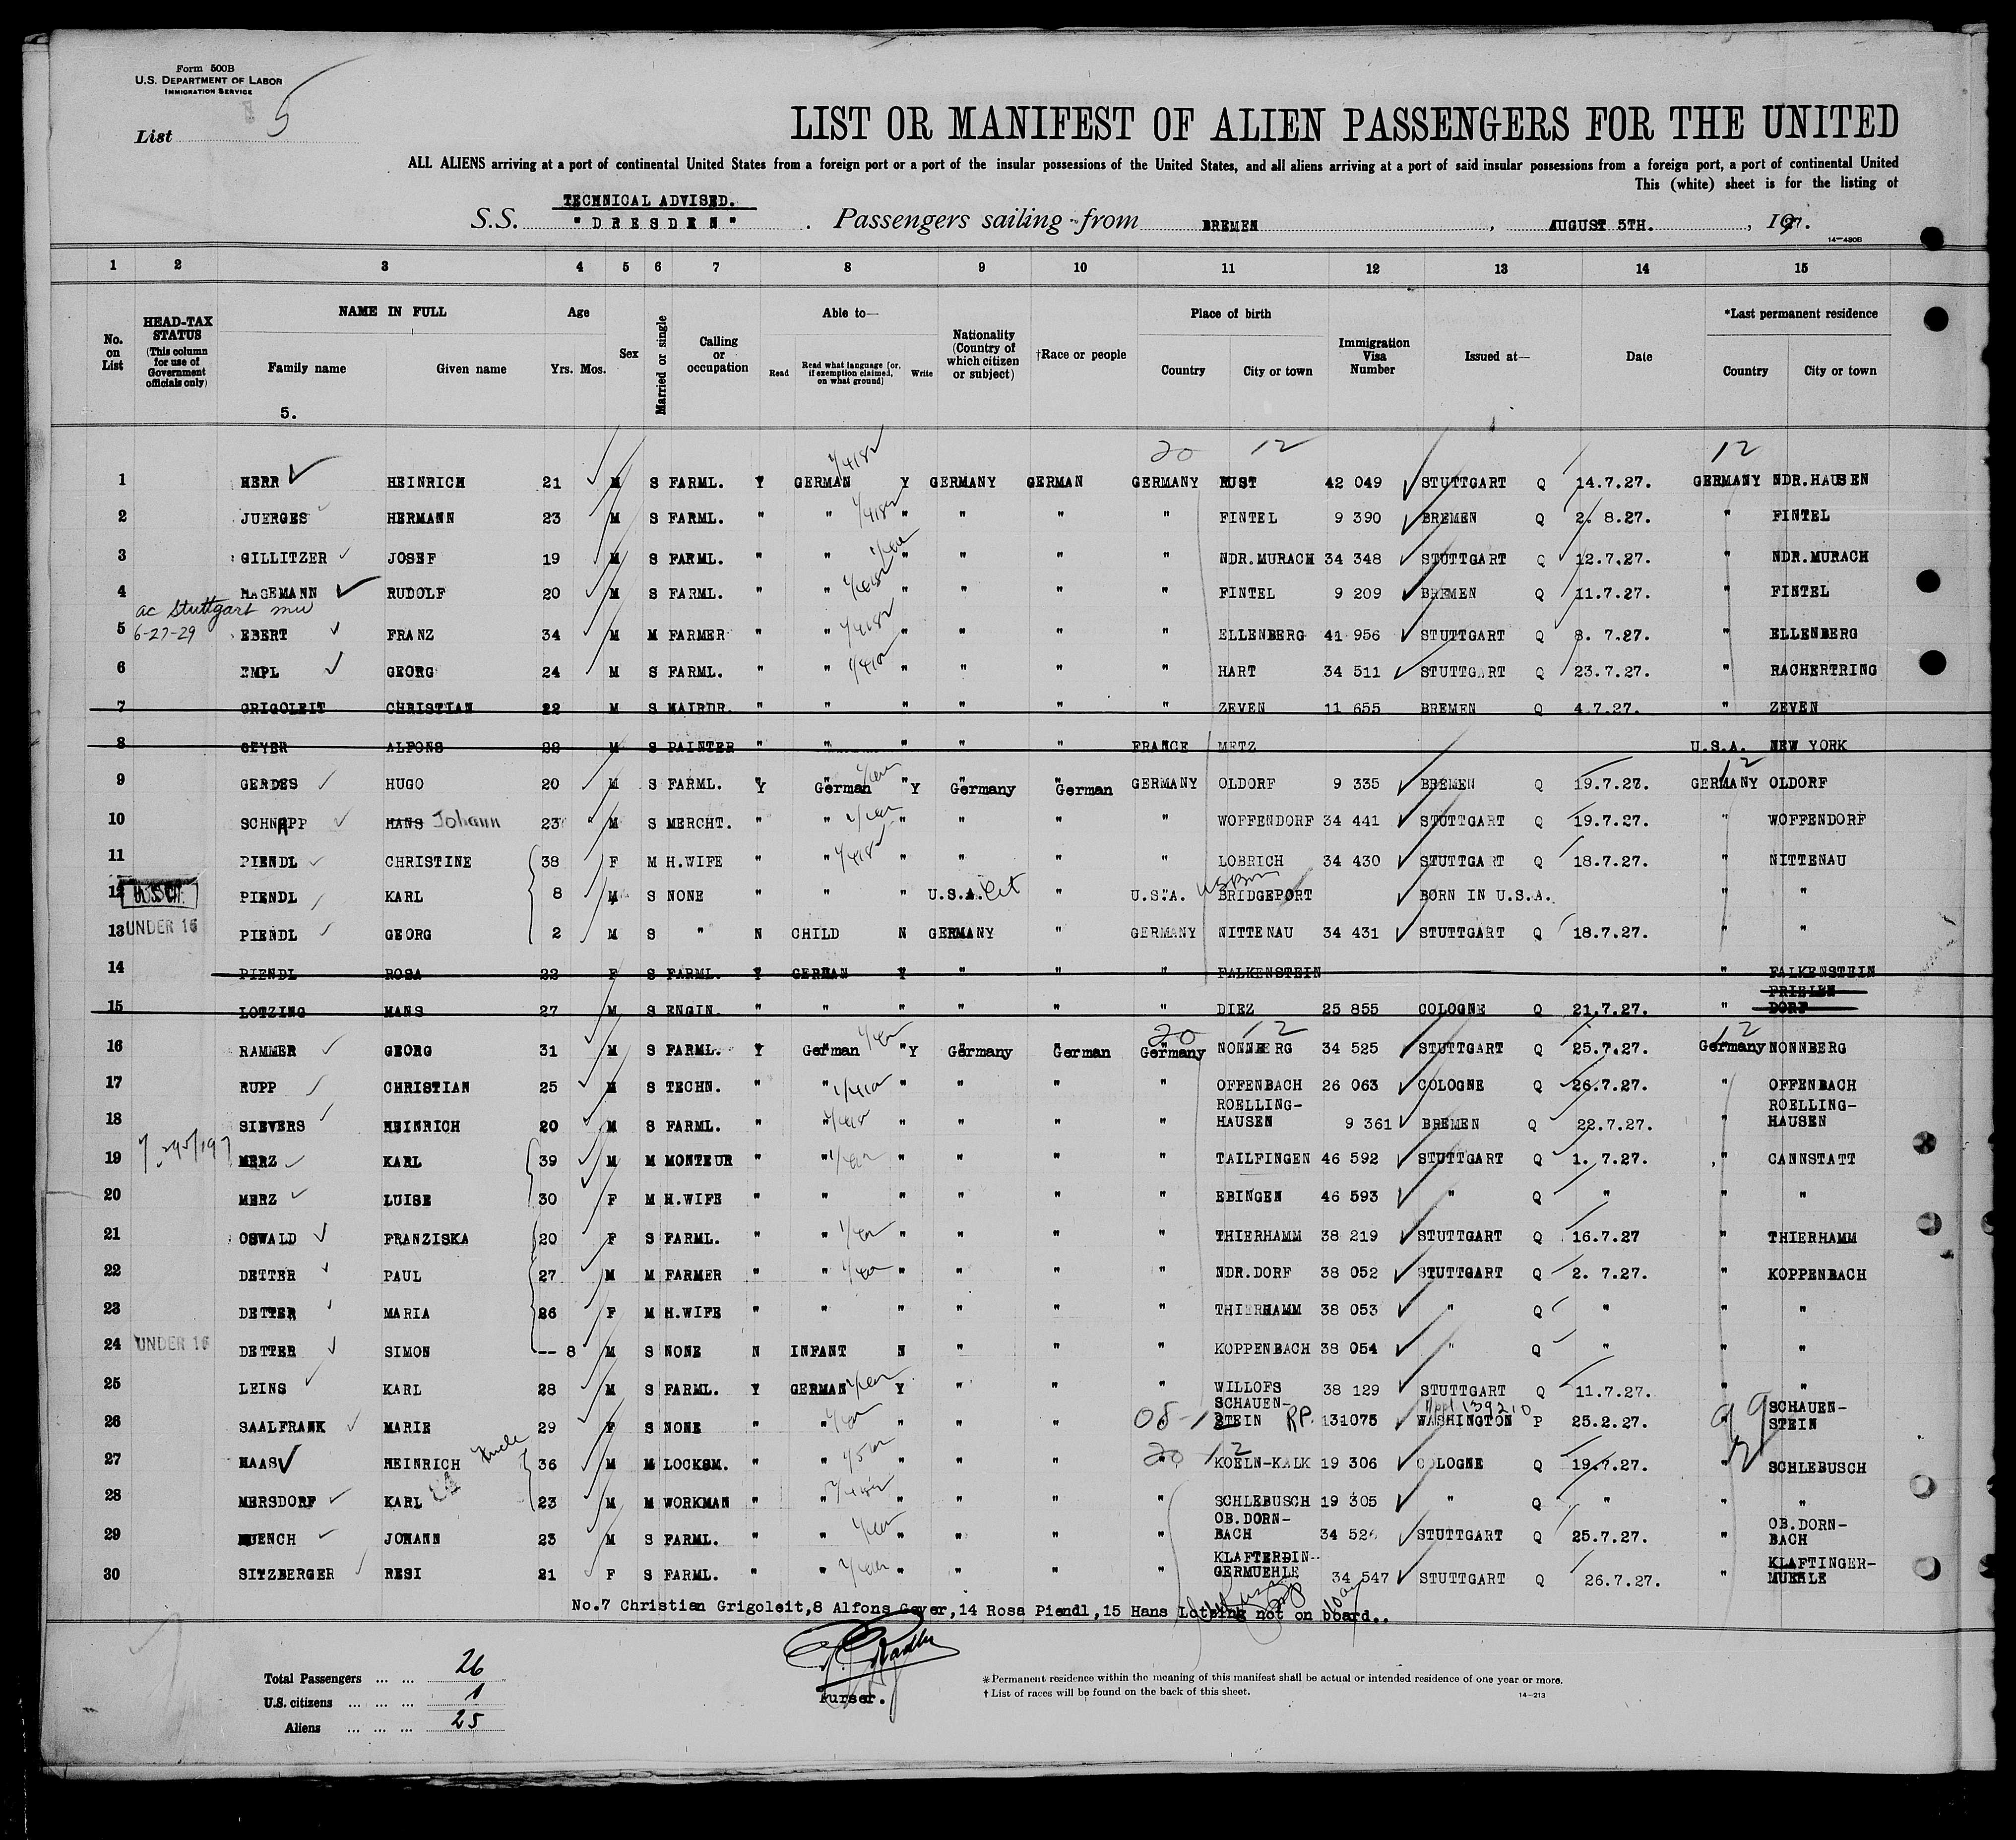 Form 500B
U.S. DEPARTMENT OF LABOR
IMMIGRATION SERVICE
List 5
LIST OR MANIFEST OF ALIEN PASSENGERS FOR THE UNITED
ALL ALIENS arriving at a port of continental United States from a foreign port or a port of the insular possessions of the United States, and all aliens arriving at a port of said insular possessions from a foreign port, a port of continental United
This (white) sheet is for the listing of
TECHNICAL ADVISED.
S.S. "DRESDEN" . Passengers sailing from BREMEN , AUGUST 5TH. , 1927.
14—430B
1 2 3 4 5 6 7 8 9 10 11 12 13 14 15
No. on List
HEAD-TAX STATUS (This column for use of Government officials only)
NAME IN FULL
Family name Given name
5.
Age
Yrs. Mos.
Sex
Married or single
Calling or occupation
Able to—
Read
Read what language [or, if exemption claimed, on what ground]
Write
Nationality (Country of which citizen or subject)
†Race or people
Place of birth
Country City or town
Immigration Visa Number
Issued at—
Date
*Last permanent residence
Country City or town
20 12 12
1 HERR HEINRICH 21 M S FARML. Y GERMAN Y GERMANY GERMAN GERMANY RUST 42 049 STUTTGART Q 14.7.27. GERMANY NDR.HAUSEN
2 JUERGES HERMANN 23 M S FARML. " " " " " " FINTEL 9 390 BREMEN Q 2. 8.27. " FINTEL
3 GILLITZER JOSEF 19 M S FARML. " " " " " " NDR.MURACH 34 348 STUTTGART Q 12.7.27. " NDR.MURACH
4 HAGEMANN RUDOLF 20 M S FARML. " " " " " " FINTEL 9 209 BREMEN Q 11.7.27. " FINTEL
ac Stuttgart
6-27-29
5 EBERT FRANZ 34 M M FARMER " " " " " " ELLENBERG 41 956 STUTTGART Q 8. 7.27. " ELLENBERG
6 EMPL GEORG 24 M S FARML. " " " " " " HART 34 511 STUTTGART Q 23.7.27. " RACHERTRING
7 GRIGOLEIT CHRISTIAN 22 M S HAIRDR. " " " " " " ZEVEN 11 655 BREMEN Q 4.7.27. " ZEVEN
8 GEYER ALFONS 22 M S PAINTER " " " " " FRANCE METZ U.S.A. NEW YORK
9 GERDES HUGO 20 M S FARML. Y German Y Germany German GERMANY OLDORF 9 335 BREMEN Q 19.7.27. GERMANY OLDORF
10 SCHNAPP HANS Johann 23 M S MERCHT. " " " " " " WOFFENDORF 34 441 STUTTGART Q 19.7.27. " WOFFENDORF
11 PIENDL CHRISTINE 38 F M H.WIFE " " " " " " LOBRICH 34 430 STUTTGART Q 18.7.27. " NITTENAU
12 PIENDL KARL 8 M S NONE " " " U.S.A. Cit " U.S.A. US Born BRIDGEPORT BORN IN U.S.A. " "
13 UNDER 16 PIENDL GEORG 2 M S " N CHILD N GERMANY " GERMANY NITTENAU 34 431 STUTTGART Q 18.7.27. " "
14 PIENDL ROSA 22 F S FARML. Y GERMAN Y " " " FALKENSTEIN " FALKENSTEIN
15 LOTZING HANS 27 M S ENGIN. " " " " " " DIEZ 25 855 COLOGNE Q 21.7.27. "
20 12 12
16 RAMMER GEORG 31 M S FARML. Y German Y Germany German Germany NONNBERG 34 525 STUTTGART Q 25.7.27. Germany NONNBERG
17 RUPP CHRISTIAN 25 M S TECHN. " " " " " " OFFENBACH 26 063 COLOGNE Q 26.7.27. " OFFENBACH
18 SIEVERS HEINRICH 20 M S FARML. " " " " " " ROELLING-HAUSEN 9 361 BREMEN Q 22.7.27. " ROELLING-HAUSEN
19 MERZ KARL 39 M M MONTEUR " " " " " " TAILFINGEN 46 592 STUTTGART Q 1. 7.27. " CANNSTATT
20 MERZ LUISE 30 F M H.WIFE " " " " " " EBINGEN 46 593 " Q " " "
21 OSWALD FRANZISKA 20 F S FARML. " " " " " " THIERHAMM 38 219 STUTTGART Q 16.7.27 " THIERHAMM
22 DETTER PAUL 27 M M FARMER " " " " " " NDR.DORF 38 052 STUTTGART Q 2. 7.27. " KOPPENBACH
23 DETTER MARIA 26 F M H.WIFE " " " " " " THIERHAMM 38 053 " Q " " "
24 UNDER 16 DETTER SIMON -- 8 M S NONE N INFANT N " " " KOPPENBACH 38 054 " Q " " "
25 LEINS KARL 28 M S FARML. Y GERMAN Y " " " WILLOFS 38 129 STUTTGART Q 11.7.27. " "
26 SAALFRANK MARIE 29 F S NONE " " " " " 08-12 SCHAUEN-STEIN RP. 131075 WASHINGTON P 25.2.27. 99 SCHAUEN-STEIN
27 HAAS HEINRICH Uncle 36 M M LOCKSM. " " " " " 20 12 KOELN-KALK 19 306 COLOGNE Q 19.7.27. " SCHLEBUSCH
28 MERSDORF KARL 23 M M WORKMAN " " " " " " SCHLEBUSCH 19 305 " Q " " "
29 MUENCH JOHANN 23 M S FARML. " " " " " " OB.DORN-BACH 34 526 STUTTGART Q 25.7.27. " OB.DORN-BACH
30 SITZBERGER RESI 21 F S FARML. " " " " " " KLAFTERDIN-GERMUEHLE 34 547 STUTTGART Q 26.7.27. " KLAFTINGER-MUEHLE
No.7 Christian Grigoleit,8 Alfons Geyer,14 Rosa Piendl,15 Hans Lotzing not on board..
Purser.
Total Passengers ... ... 26
U.S. citizens ... ... ... 1
Aliens ... ... ... 25
*Permanent residence within the meaning of this manifest shall be actual or intended residence of one year or more.
† List of races will be found on the back of this sheet.
14—213